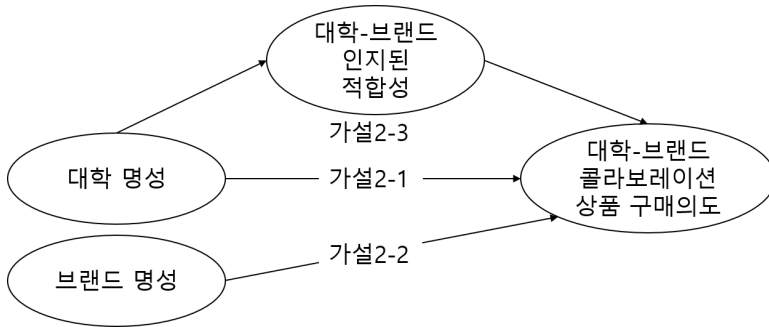 대학-브랜드
인지된
적합성
가설2-3
대학 명성
가설2-1
대학-브랜드
콜라보레이션
상품 구매의도
브랜드 명성
가설2-2